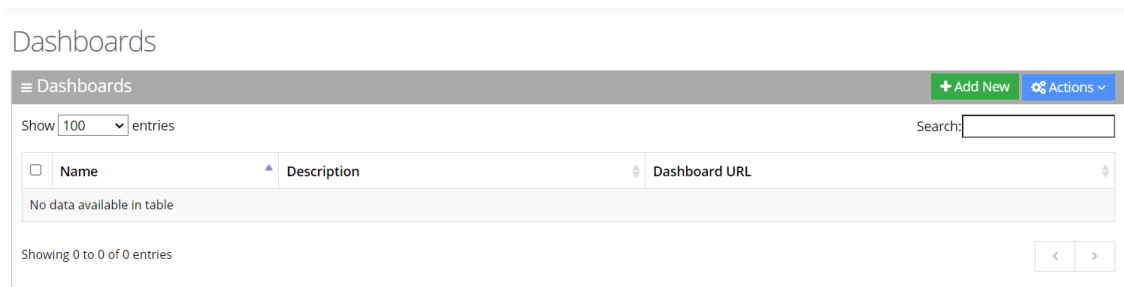 Dashboards
Dashboards Add New Actions
Show 100 entries Search:
Name Description Dashboard URL
No data available in table
Showing 0 to 0 of 0 entries